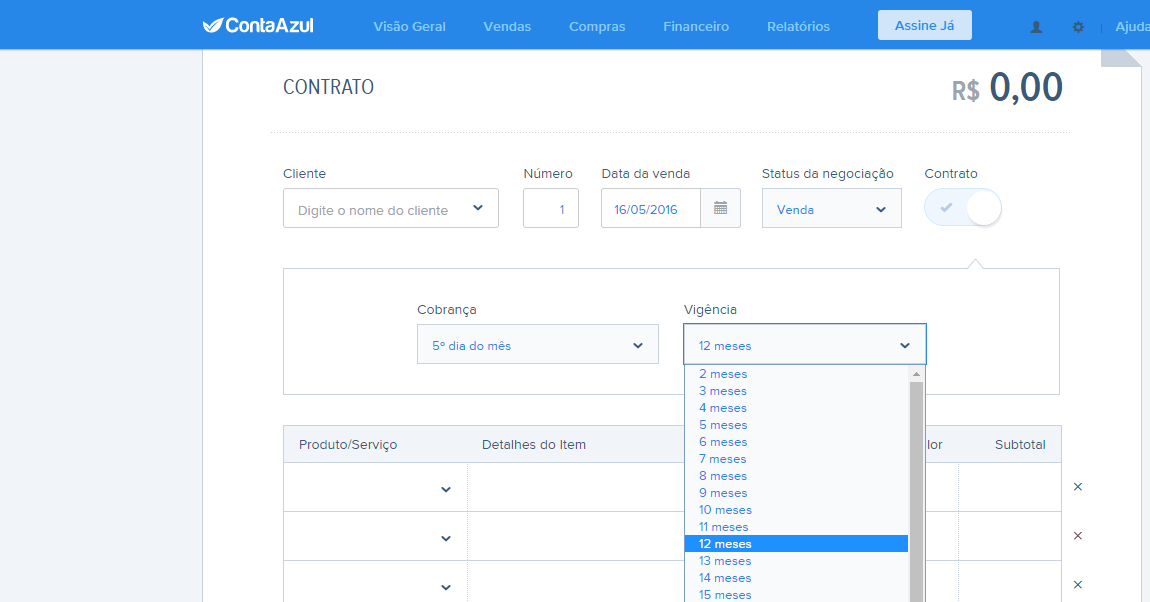 ContaAzul Visão Geral Vendas Compras Financeiro Relatórios Assine Já Ajuda
CONTRATO R$ 0,00
Cliente Número Data da venda Status da negociação Contrato
Digite o nome do cliente 1 16/05/2016 Venda
Cobrança Vigência
5º dia do mês 12 meses
2 meses
3 meses
4 meses
5 meses
6 meses
7 meses
8 meses
9 meses
10 meses
11 meses
12 meses
13 meses
14 meses
15 meses
Produto/Serviço Detalhes do Item lor Subtotal